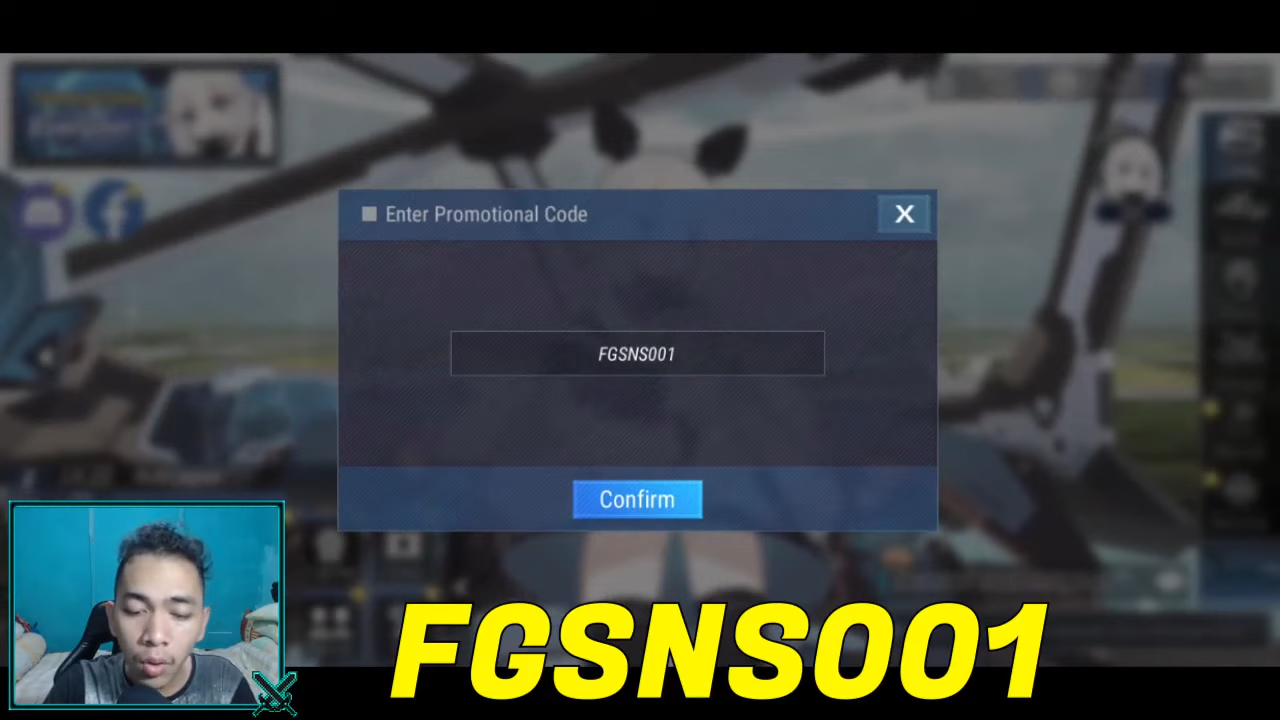 Enter Promotional Code
X
FGSNS001
Confirm
FGSNS001